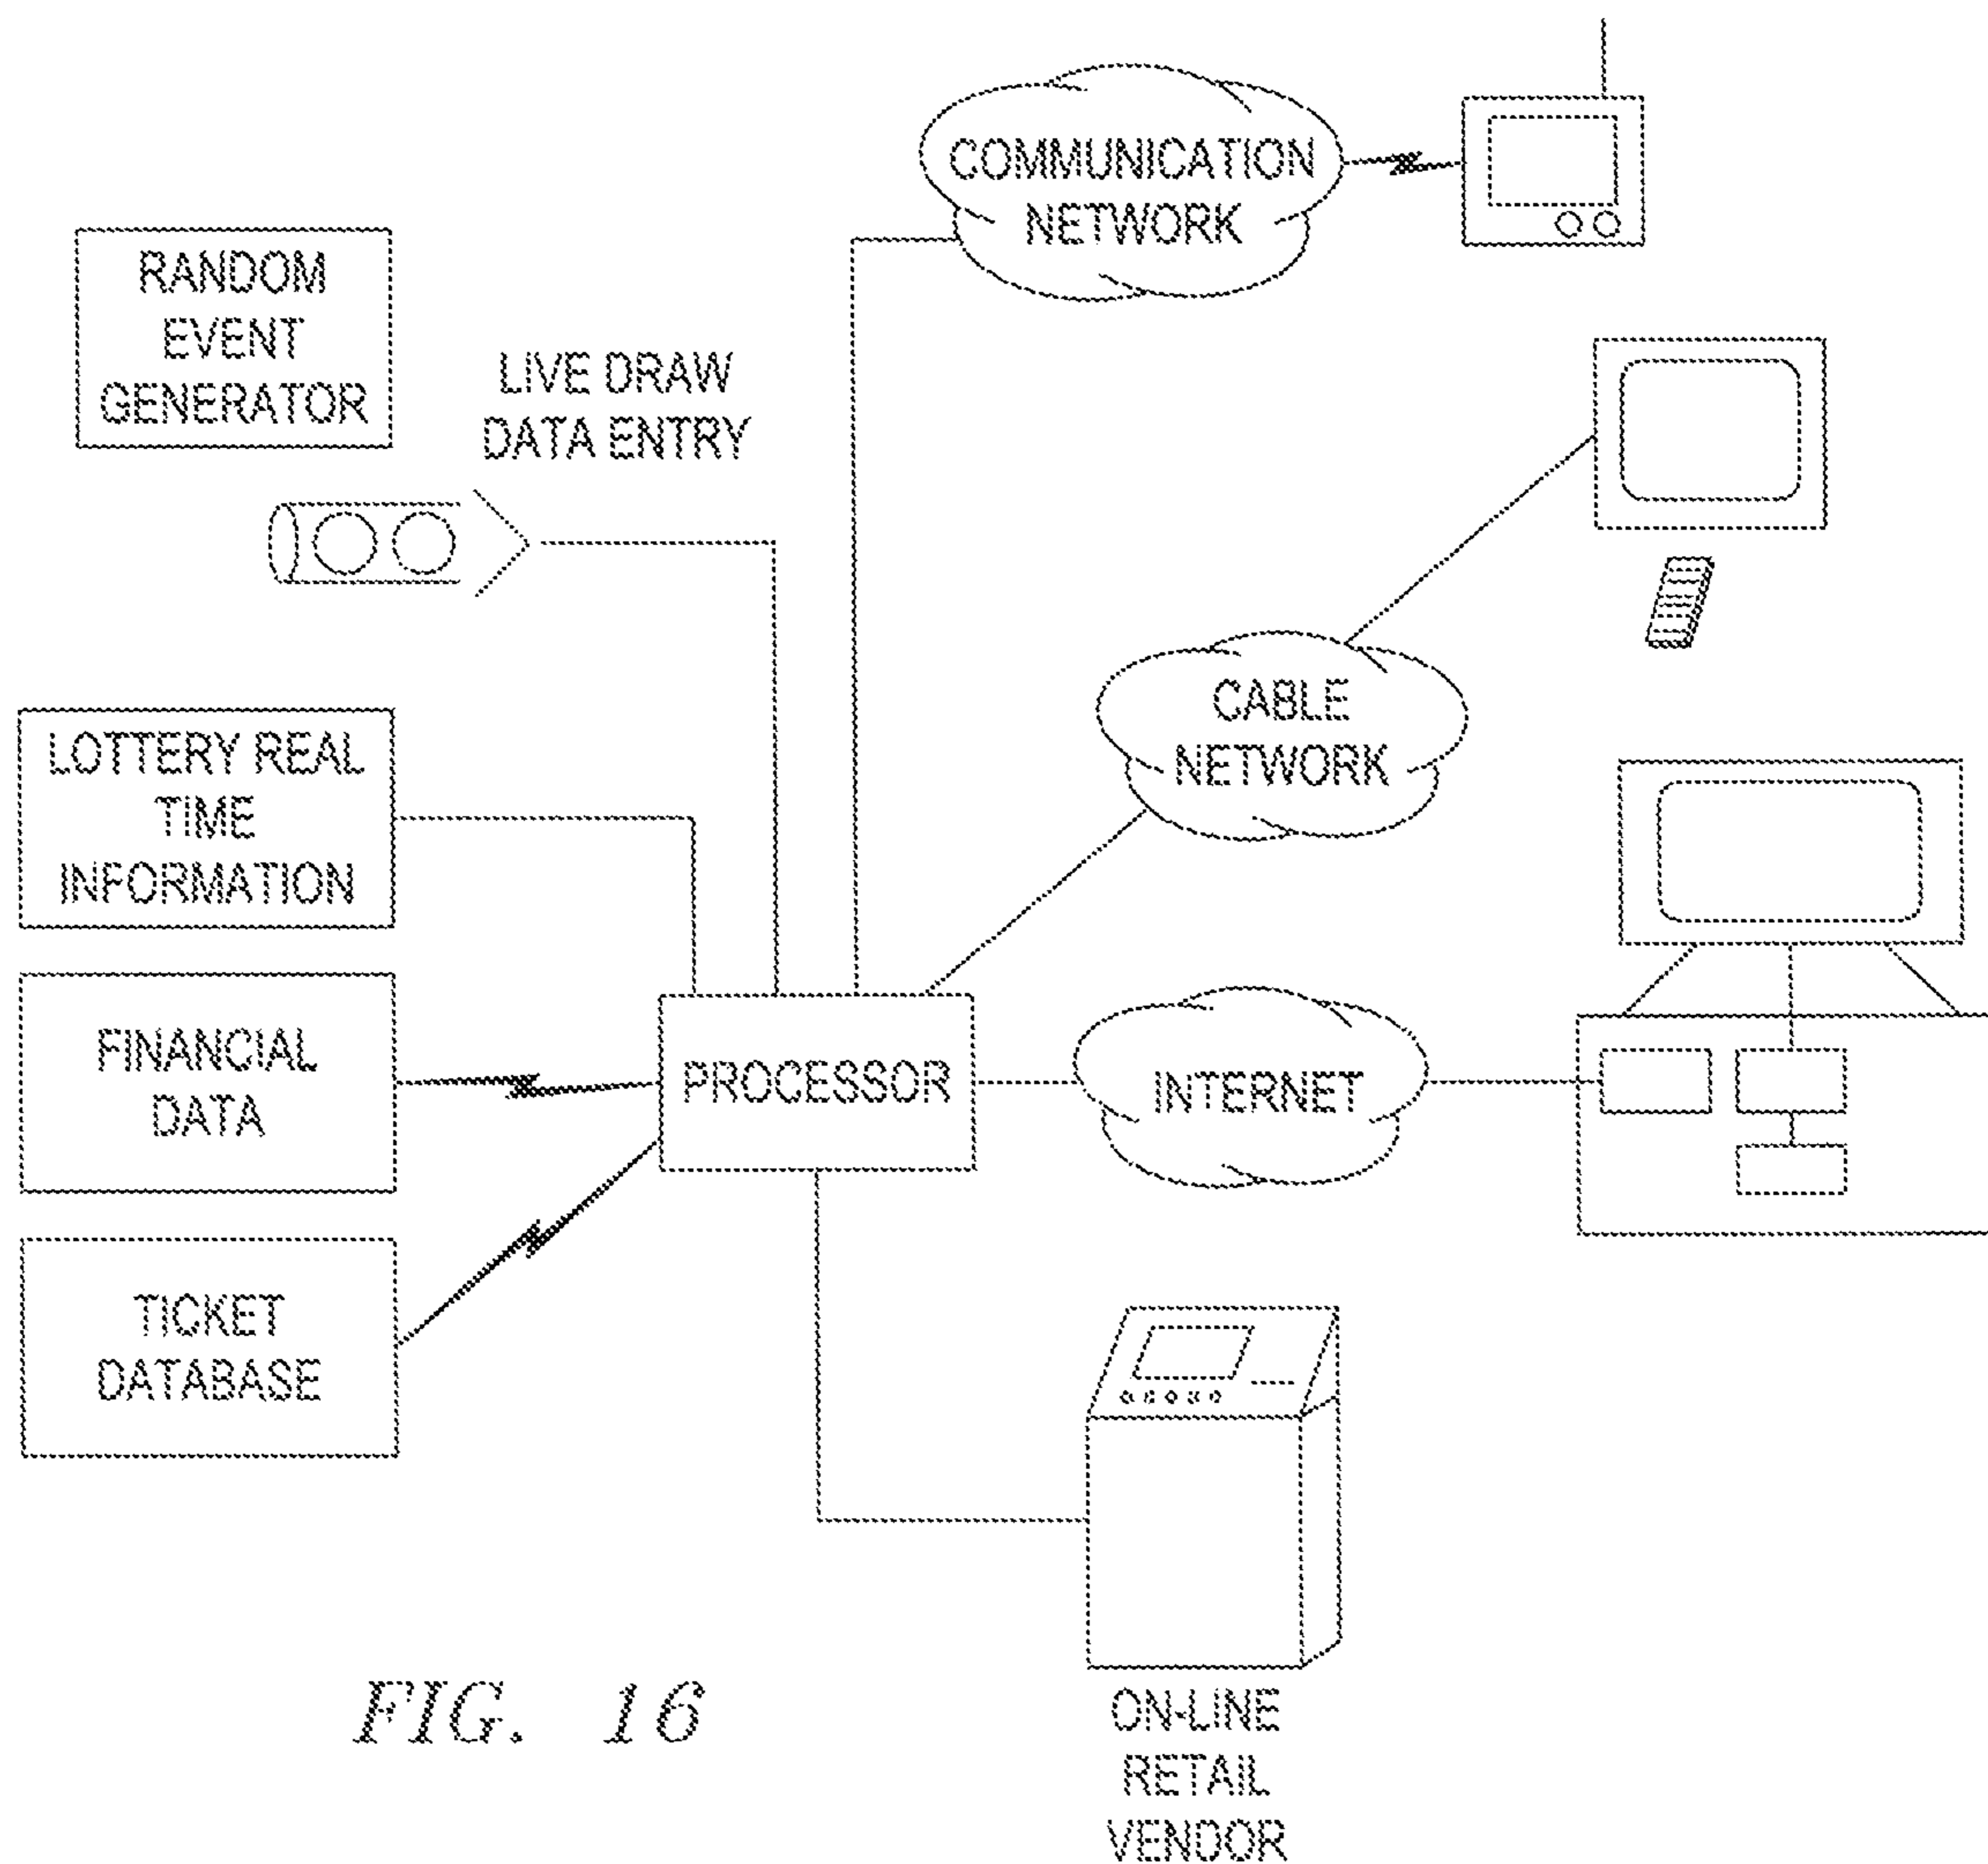 COMMUNICATION
NETWORK
RANDOM
EVENT
GENERATOR
LIVE DRAW
DATA ENTRY
CABLE
NETWORK
LOTTERY REAL
TIME
INFORMATION
FINANCIAL
DATA
PROCESSOR
INTERNET
TICKET
DATABASE
FIG. 16
ON-LINE
RETAIL
VENDOR